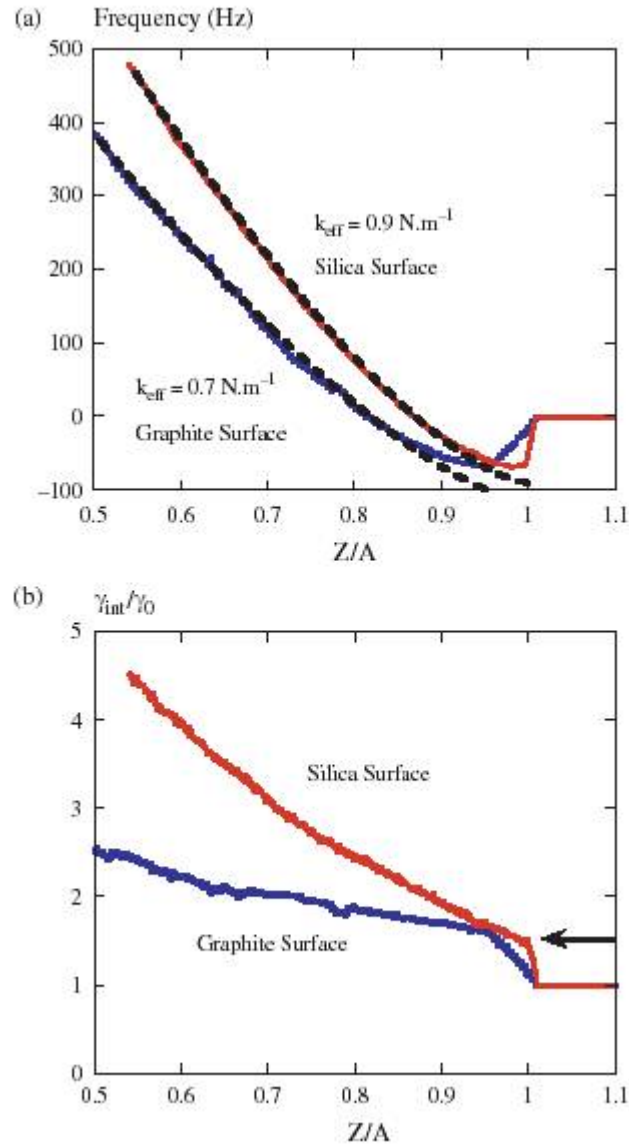 (a) Frequency (Hz)
500
400
300
200
100
0
−100
k_eff = 0.9 N.m⁻¹
Silica Surface
k_eff = 0.7 N.m⁻¹
Graphite Surface
0.5 0.6 0.7 0.8 0.9 1 1.1
Z/A
(b) γ_int/γ_0
5
4
3
2
1
0
Silica Surface
Graphite Surface
0.5 0.6 0.7 0.8 0.9 1 1.1
Z/A